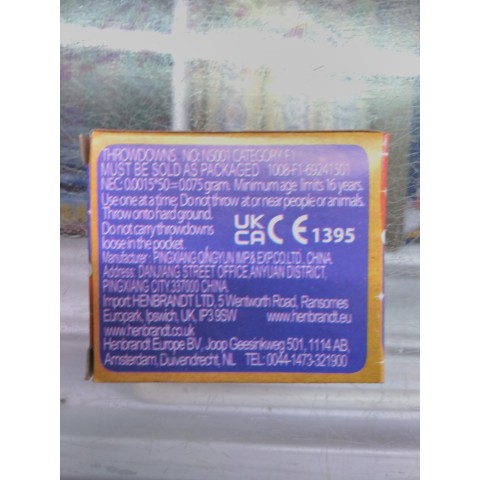 THROWDOWNS NO: NS001 CATEGORY F1
MUST BE SOLD AS PACKAGED 1008-F1-69241501
NEC: 0.0015*50=0.075 gram. Minimum age limits 16 years.
Use one at a time; Do not throw at or near people or animals.
Throw onto hard ground.
Do not carry throwdowns
loose in the pocket.
UK
CA CE 1395
Manufacturer: PINGXIANG QINGYUN IMP& EXP.CO.LTD, CHINA.
Address: DANJIANG STREET OFFICE, ANYUAN DISTRICT,
PINGXIANG CITY.337000 CHINA.
Import: HENBRANDT LTD, 5 Wentworth Road, Ransomes
Europark, Ipswich, UK, IP3 9SW www.henbrandt.eu
www.henbrandt.co.uk
Henbrandt Europe BV, Joop Geesinkweg 501, 1114 AB.
Amsterdam, Duivendrecht, NL TEL: 0044-1473-321900